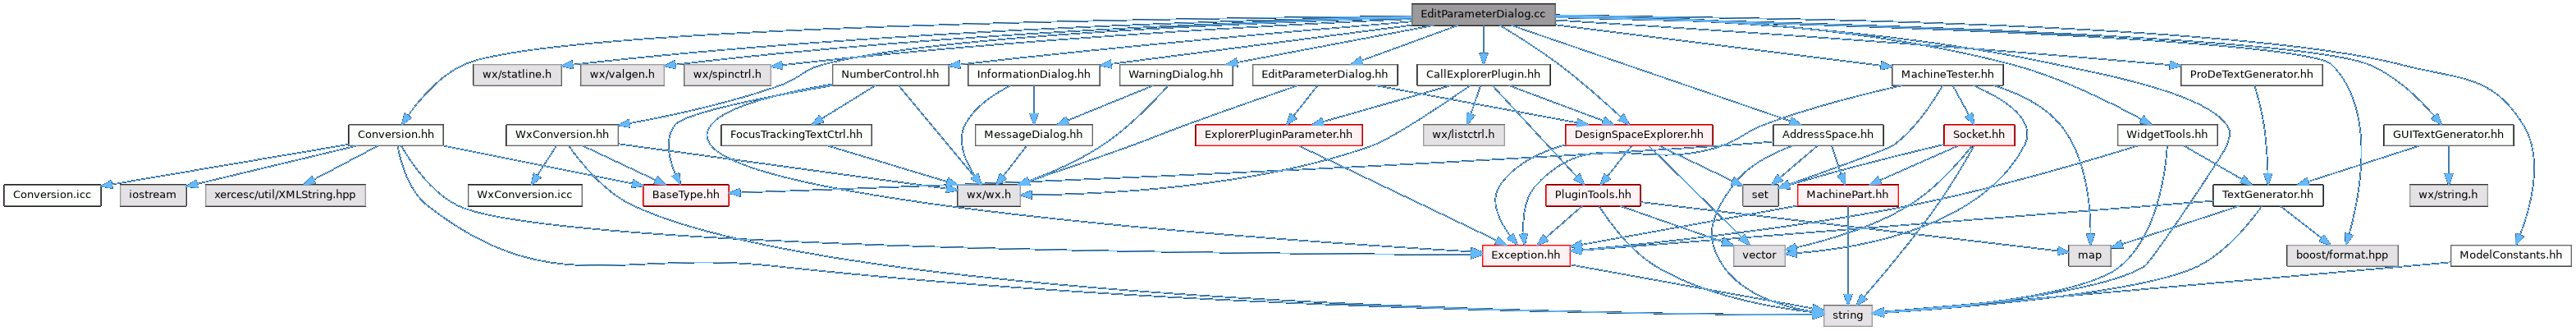 EditParameterDialog.cc
wx/statline.h
wx/valgen.h
wx/spinctrl.h
NumberControl.hh
InformationDialog.hh
WarningDialog.hh
EditParameterDialog.hh
CallExplorerPlugin.hh
MachineTester.hh
ProDeTextGenerator.hh
Conversion.hh
WxConversion.hh
FocusTrackingTextCtrl.hh
MessageDialog.hh
ExplorerPluginParameter.hh
wx/listctrl.h
DesignSpaceExplorer.hh
AddressSpace.hh
Socket.hh
WidgetTools.hh
GUITextGenerator.hh
Conversion.icc
iostream
xercesc/util/XMLString.hpp
WxConversion.icc
BaseType.hh
wx/wx.h
PluginTools.hh
set
MachinePart.hh
TextGenerator.hh
wx/string.h
Exception.hh
vector
map
boost/format.hpp
ModelConstants.hh
string